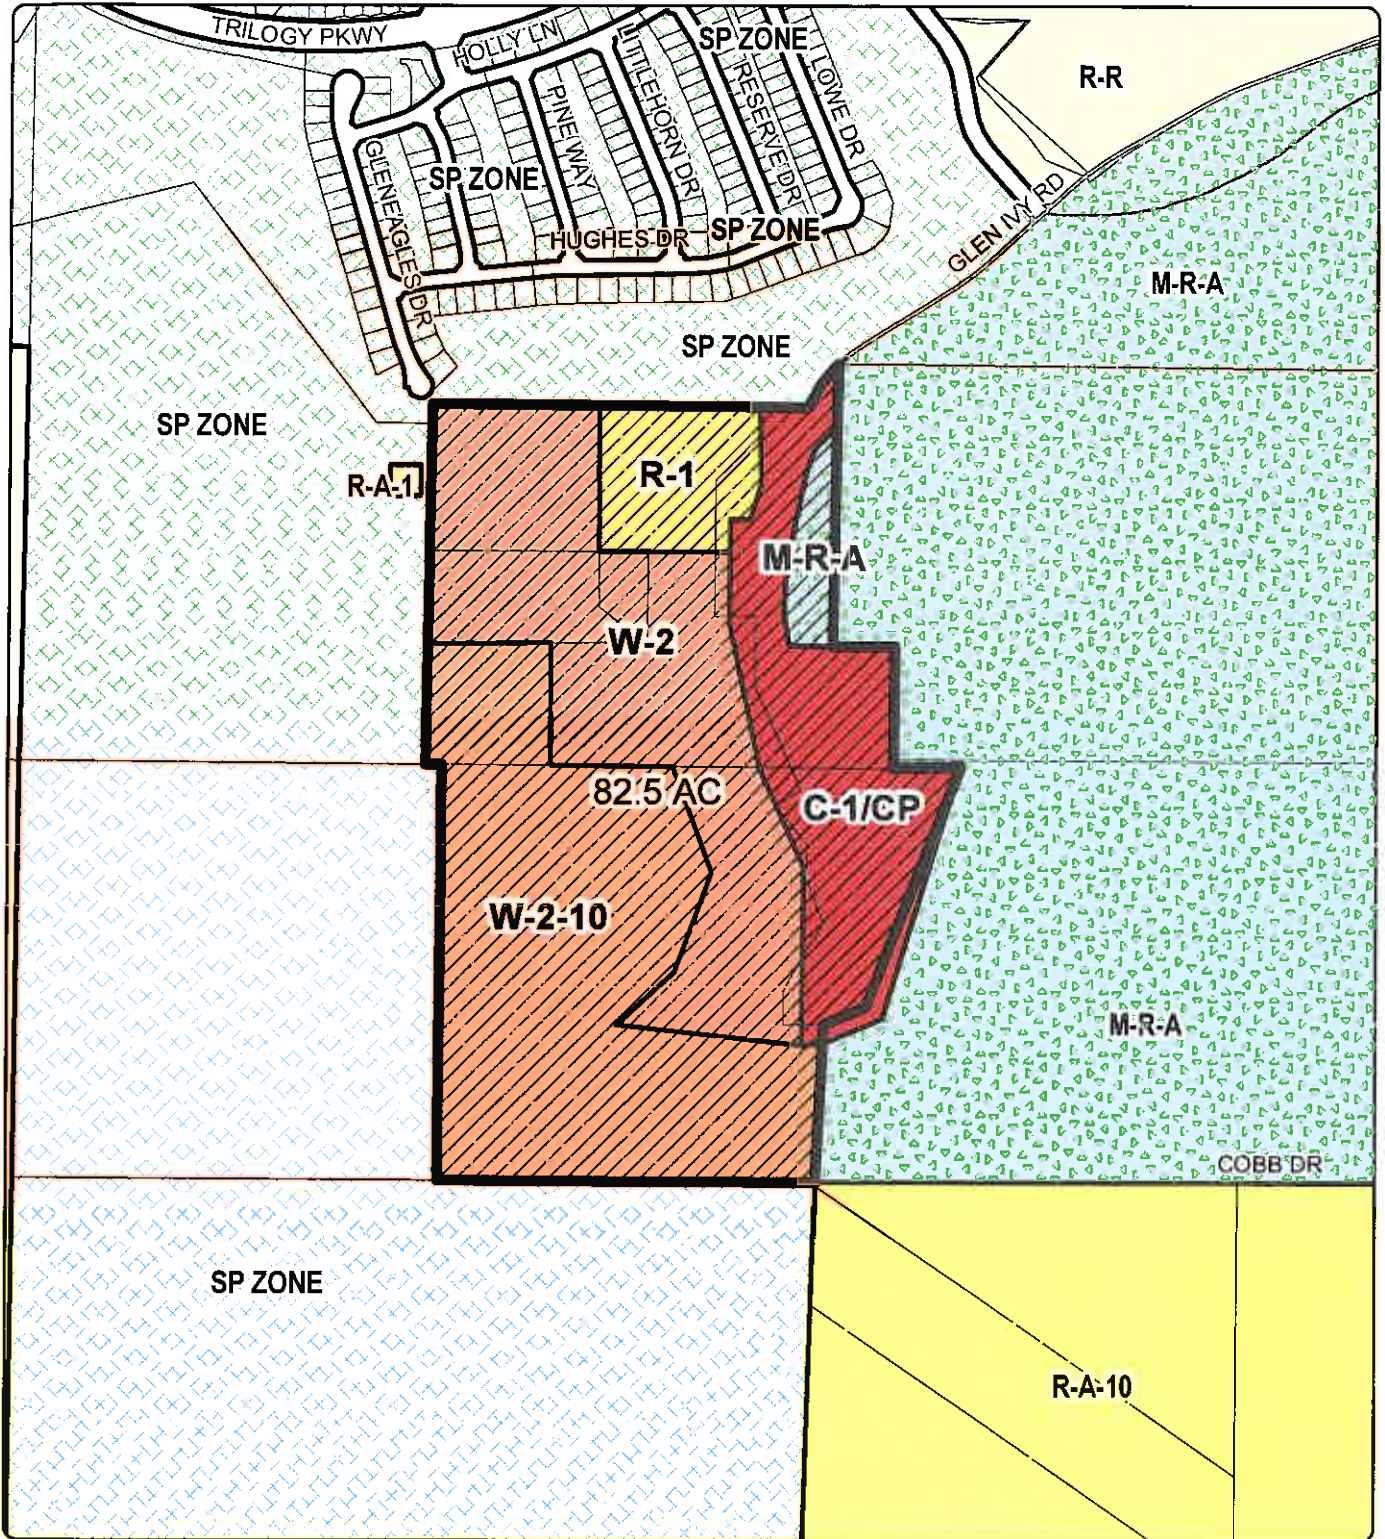 TRILOGY PKWY
HOLLY LN
LITTLEHORN DR
SP ZONE
RESERVE DR
LOWE DR
R-R
PINE WAY
GLENEAGLES DR
SP ZONE
HUGHES DR
SP ZONE
GLEN IVY RD
M-R-A
SP ZONE
SP ZONE
R-A-1
R-1
M-R-A
W-2
82.5 AC
C-1/CP
W-2-10
M-R-A
COBB DR
SP ZONE
R-A-10